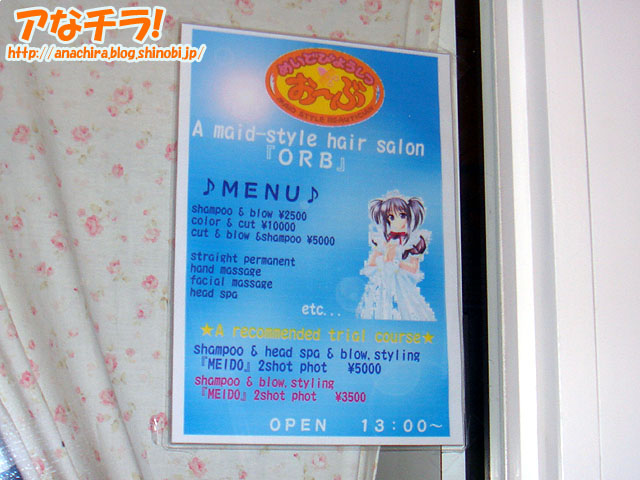 アなチラ!
http://anachira.blog.shinobi.jp/
めいどびようしつ
お〜ぶ
A maid-style hair salon
『ORB』
♪MENU♪
shampoo & blow ¥2500
color & cut ¥10000
cut & blow &shampoo ¥5000
straight permanent
hand massage
facial massage
head spa
etc...
★A recommended trial course★
shampoo & head spa & blow,styling
『MEIDO』2shot phot ¥5000
shampoo & blow,styling
『MEIDO』2shot phot ¥3500
OPEN 13:00～